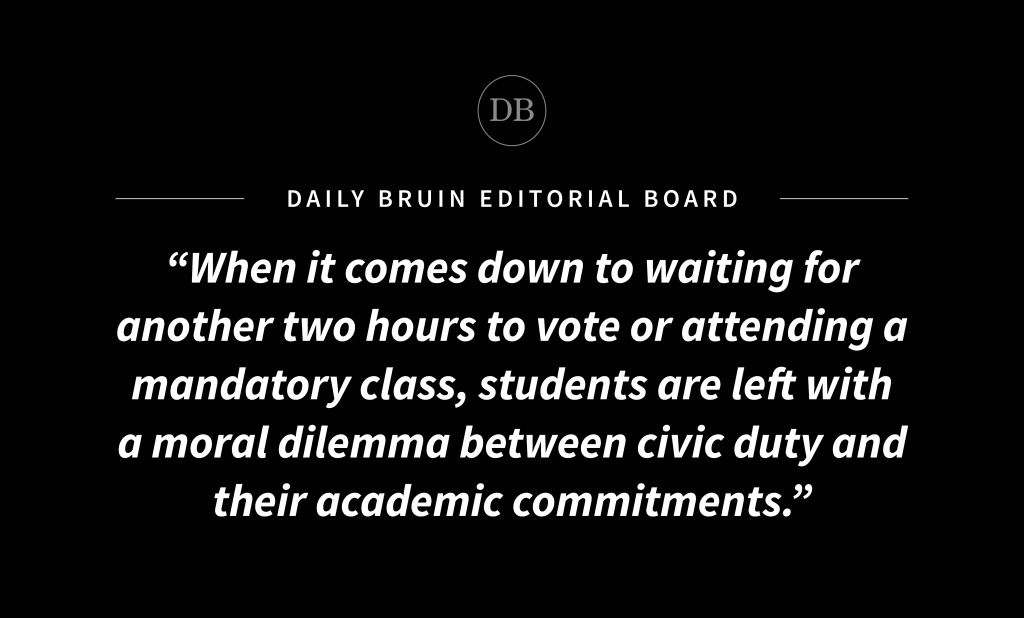 DB
DAILY BRUIN EDITORIAL BOARD
“When it comes down to waiting for
another two hours to vote or attending a
mandatory class, students are left with
a moral dilemma between civic duty and
their academic commitments.”